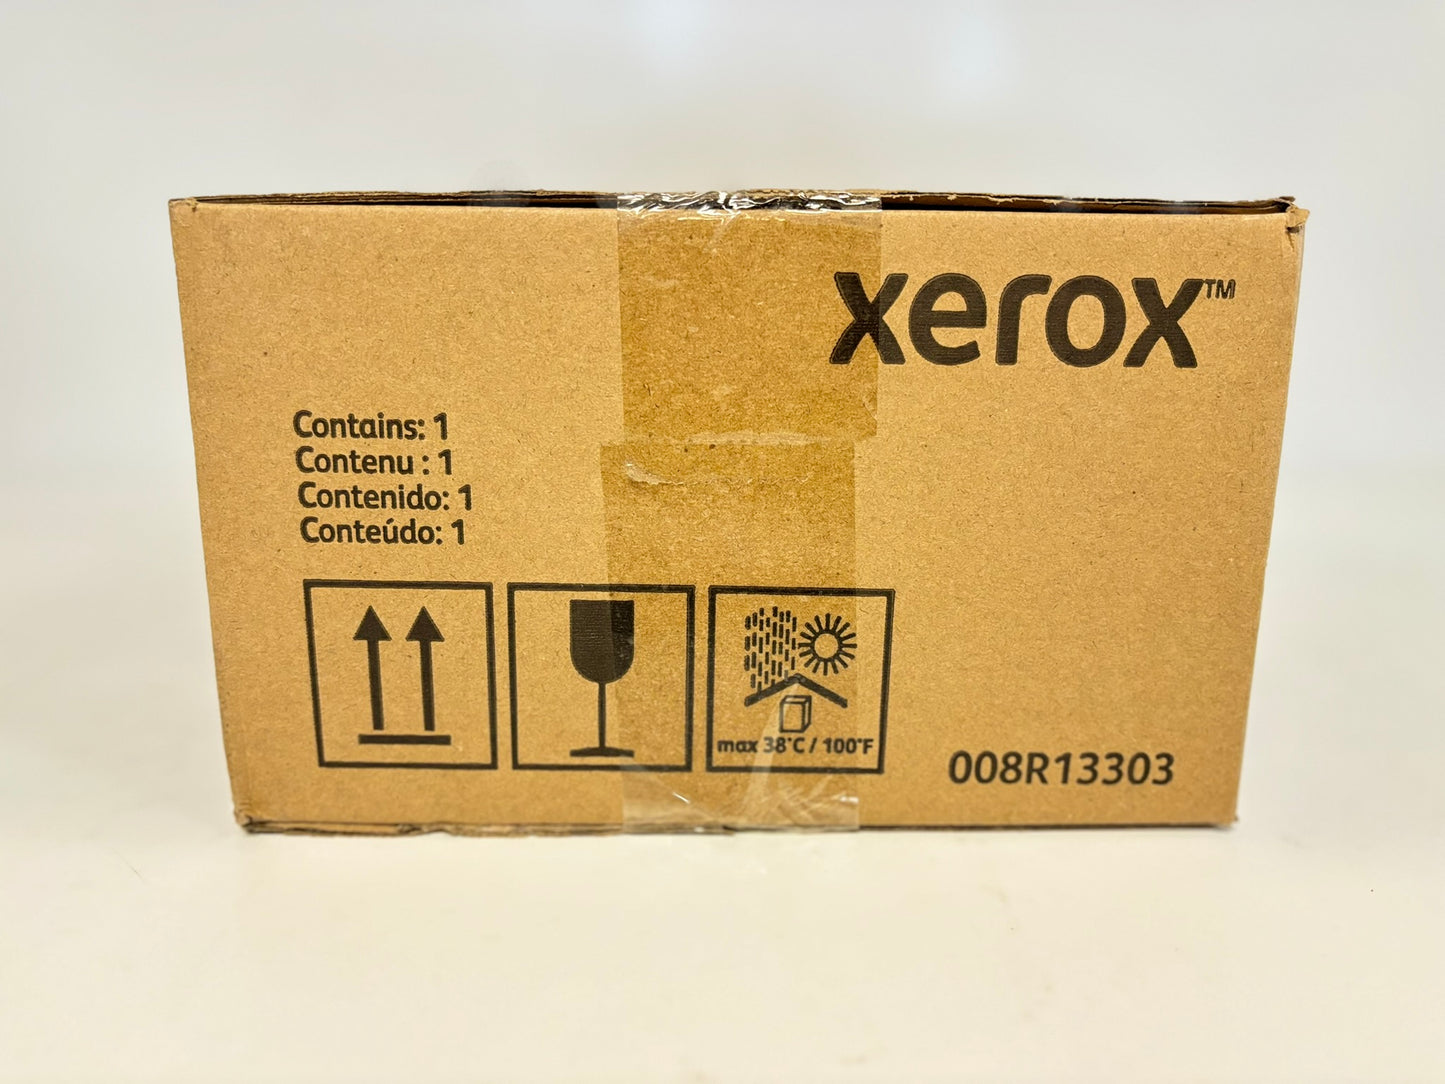 xerox™
Contains: 1
Contenu : 1
Contenido: 1
Conteúdo: 1
max 38°C / 100°F
008R13303